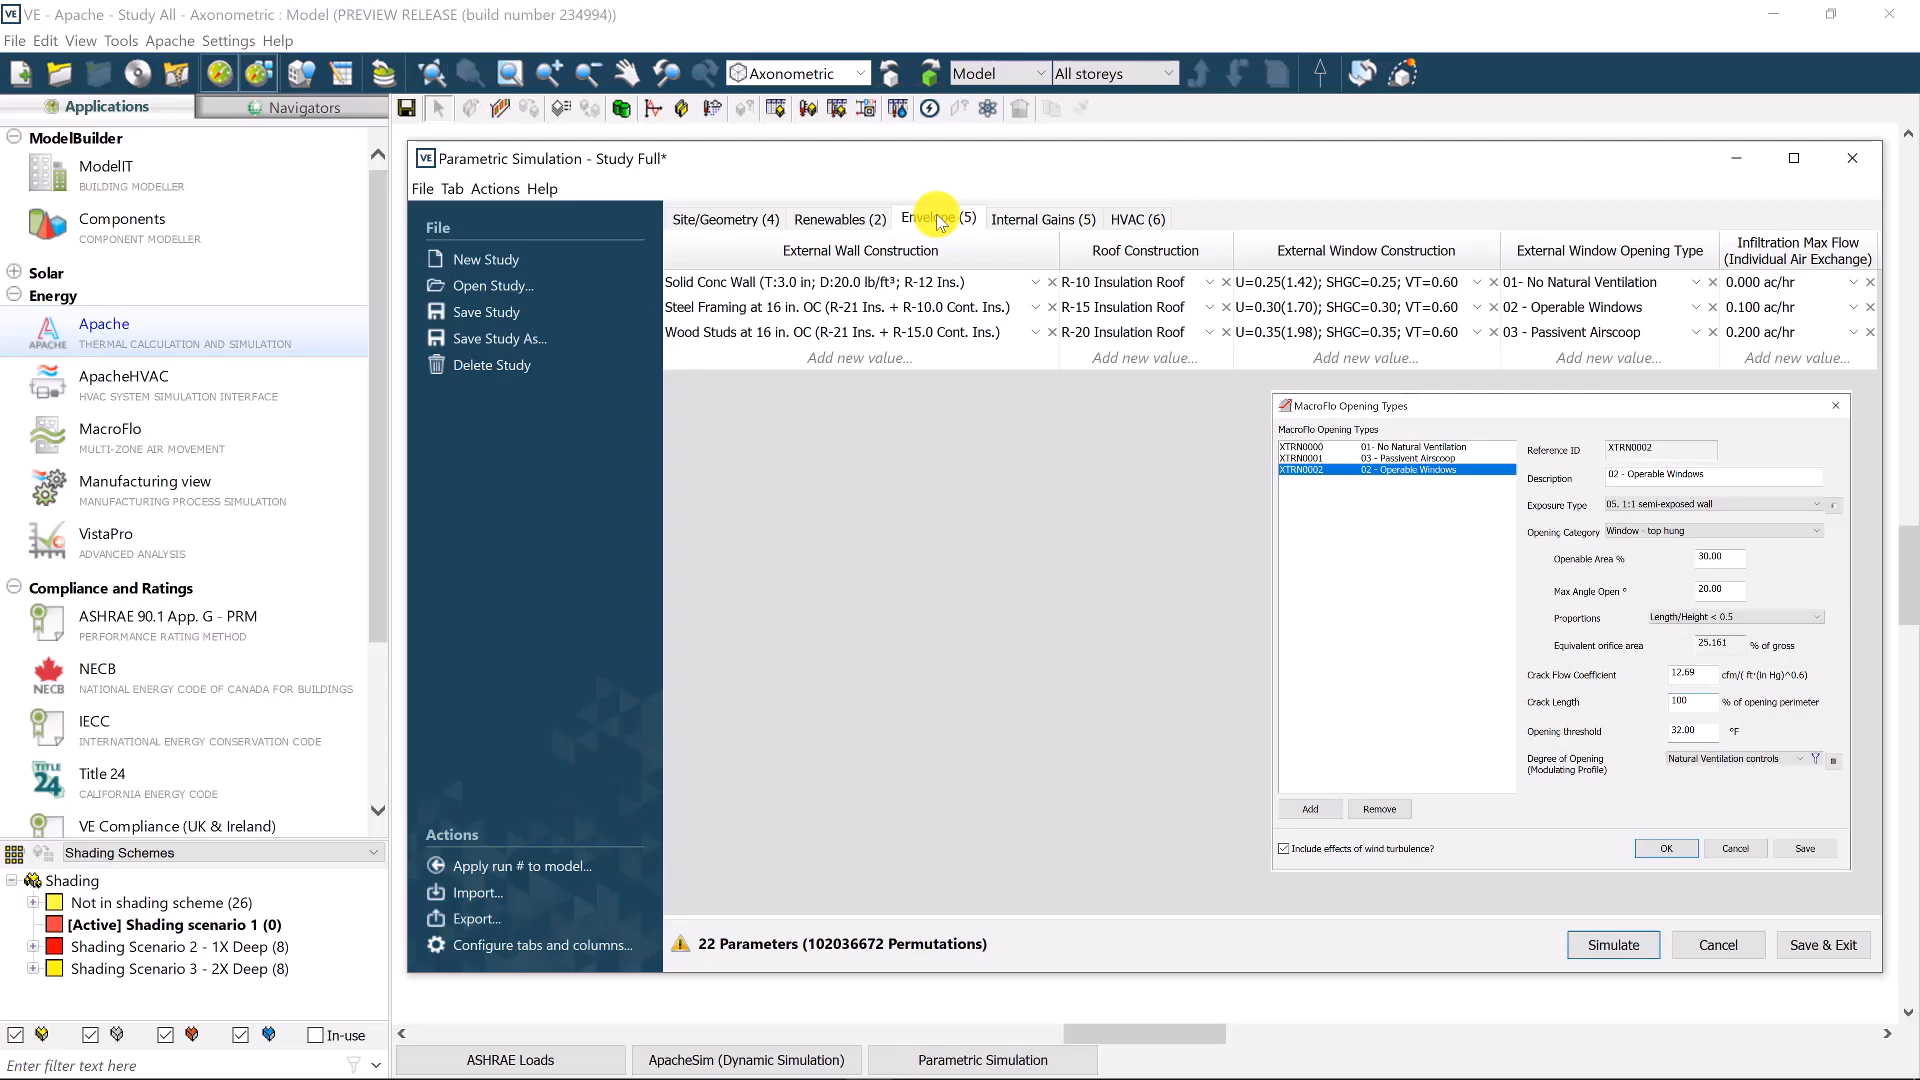 VE - Apache - Study All - Axonometric : Model (PREVIEW RELEASE (build number 234994))
File Edit View Tools Apache Settings Help
Axonometric Model All storeys
Applications Navigators
ModelBuilder
ModelIT
BUILDING MODELLER
Components
COMPONENT MODELLER
Solar
Energy
Apache
THERMAL CALCULATION AND SIMULATION
ApacheHVAC
HVAC SYSTEM SIMULATION INTERFACE
MacroFlo
MULTI-ZONE AIR MOVEMENT
Manufacturing view
MANUFACTURING PROCESS SIMULATION
VistaPro
ADVANCED ANALYSIS
Compliance and Ratings
ASHRAE 90.1 App. G - PRM
PERFORMANCE RATING METHOD
NECB
NATIONAL ENERGY CODE OF CANADA FOR BUILDINGS
IECC
INTERNATIONAL ENERGY CONSERVATION CODE
Title 24
CALIFORNIA ENERGY CODE
VE Compliance (UK & Ireland)
Shading Schemes
Shading
Not in shading scheme (26)
[Active] Shading scenario 1 (0)
Shading Scenario 2 - 1X Deep (8)
Shading Scenario 3 - 2X Deep (8)
In-use
Enter filter text here
VE Parametric Simulation - Study Full*
File Tab Actions Help
File
New Study
Open Study...
Save Study
Save Study As...
Delete Study
Actions
Apply run # to model...
Import...
Export...
Configure tabs and columns...
Site/Geometry (4) Renewables (2) Envelope (5) Internal Gains (5) HVAC (6)
External Wall Construction Roof Construction External Window Construction External Window Opening Type Infiltration Max Flow
(Individual Air Exchange)
Solid Conc Wall (T:3.0 in; D:20.0 lb/ft³; R-12 Ins.) R-10 Insulation Roof U=0.25(1.42); SHGC=0.25; VT=0.60 01- No Natural Ventilation 0.000 ac/hr
Steel Framing at 16 in. OC (R-21 Ins. + R-10.0 Cont. Ins.) R-15 Insulation Roof U=0.30(1.70); SHGC=0.30; VT=0.60 02 - Operable Windows 0.100 ac/hr
Wood Studs at 16 in. OC (R-21 Ins. + R-15.0 Cont. Ins.) R-20 Insulation Roof U=0.35(1.98); SHGC=0.35; VT=0.60 03 - Passivent Airscoop 0.200 ac/hr
Add new value... Add new value... Add new value... Add new value... Add new value...
MacroFlo Opening Types
MacroFlo Opening Types
XTRN0000 01- No Natural Ventilation
XTRN0001 03 - Passivent Airscoop
XTRN0002 02 - Operable Windows
Reference ID XTRN0002
Description 02 - Operable Windows
Exposure Type 05. 1:1 semi-exposed wall
Opening Category Window - top hung
Openable Area % 30.00
Max Angle Open ° 20.00
Proportions Length/Height < 0.5
Equivalent orifice area 25.161 % of gross
Crack Flow Coefficient 12.69 cfm/( ft·(in Hg)^0.6)
Crack Length 100 % of opening perimeter
Opening threshold 32.00 °F
Degree of Opening Natural Ventilation controls
(Modulating Profile)
Add Remove
Include effects of wind turbulence? OK Cancel Save
22 Parameters (102036672 Permutations) Simulate Cancel Save & Exit
ASHRAE Loads ApacheSim (Dynamic Simulation) Parametric Simulation